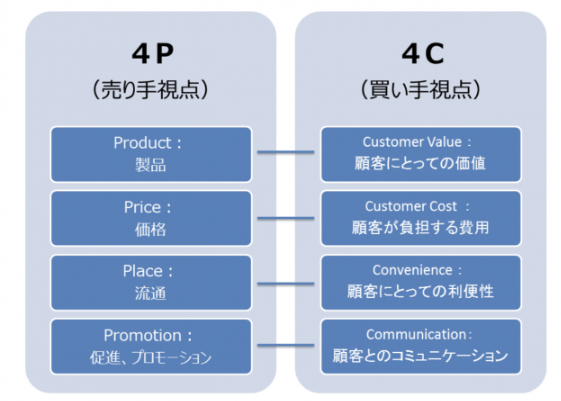 ４Ｐ
（売り手視点）
Product：
製品
Price：
価格
Place：
流通
Promotion：
促進、プロモーション
４Ｃ
（買い手視点）
Customer Value：
顧客にとっての価値
Customer Cost ：
顧客が負担する費用
Convenience：
顧客にとっての利便性
Communication：
顧客とのコミュニケーション